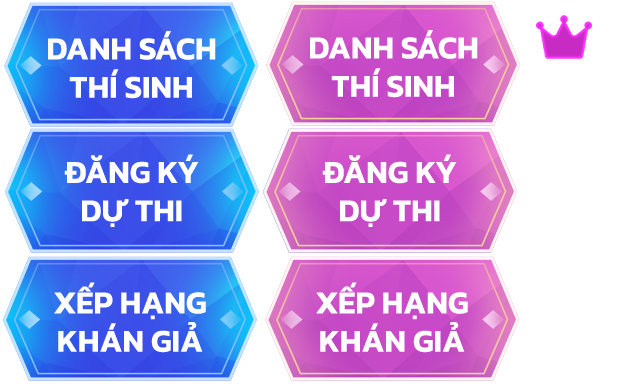 DANH SÁCH
THÍ SINH
DANH SÁCH
THÍ SINH
ĐĂNG KÝ
DỰ THI
ĐĂNG KÝ
DỰ THI
XẾP HẠNG
KHÁN GIẢ
XẾP HẠNG
KHÁN GIẢ